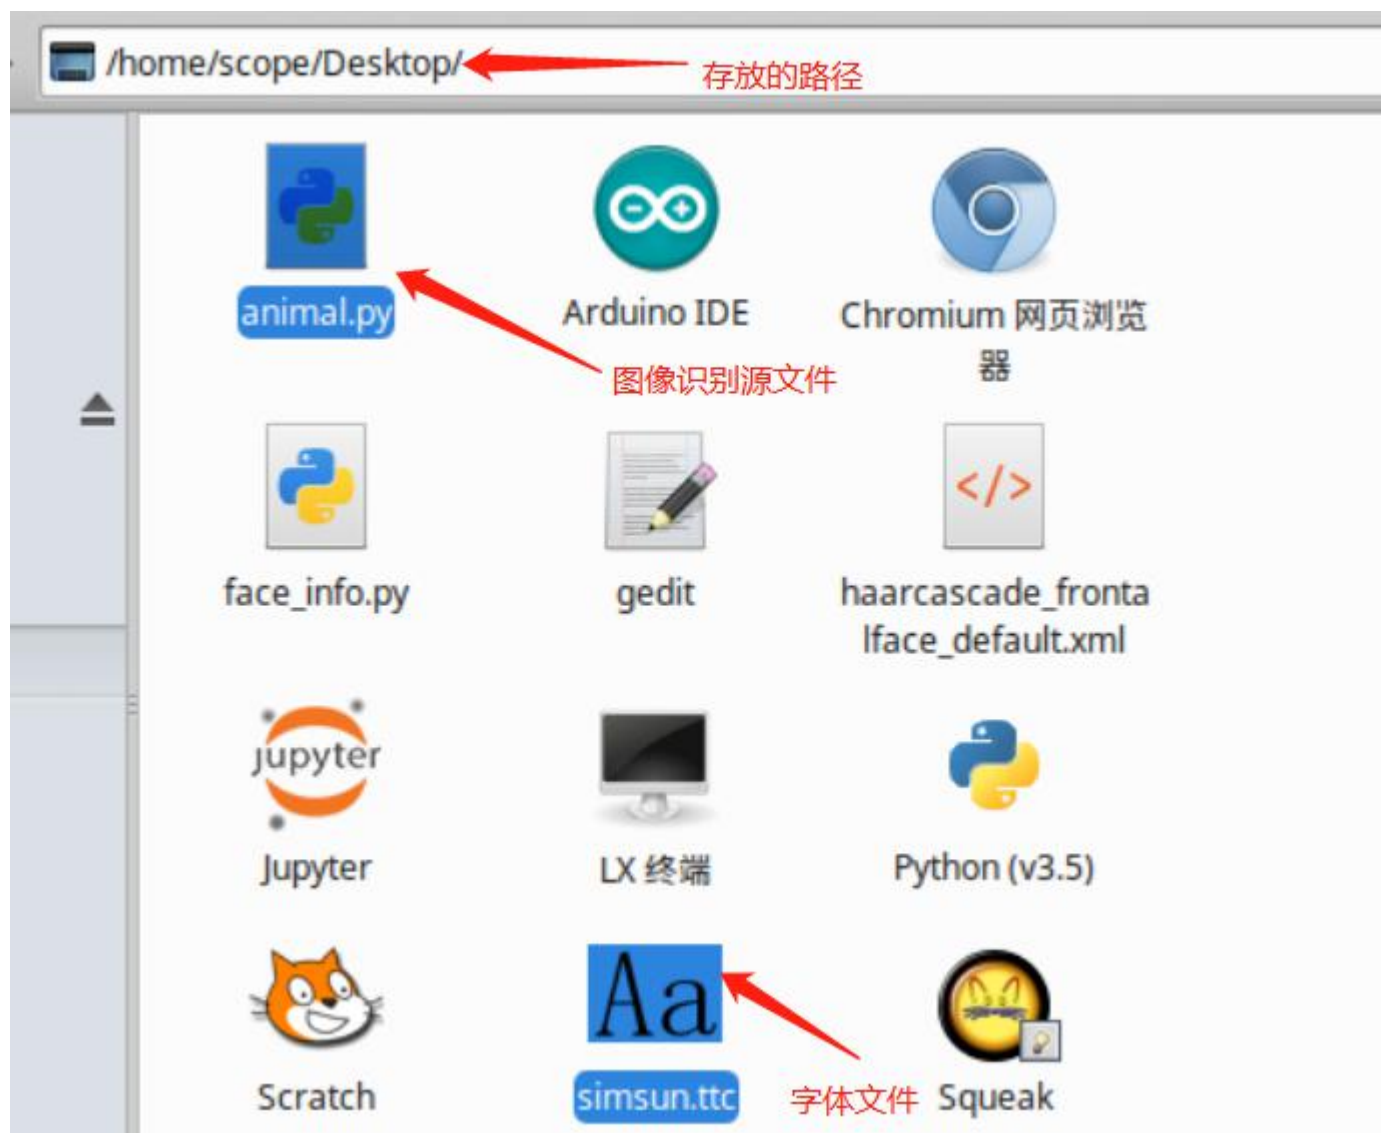 /home/scope/Desktop/
存放的路径
animal.py
Arduino IDE
Chromium 网页浏览
器
图像识别源文件
</>
face_info.py
gedit
haarcascade_fronta
lface_default.xml
jupyter
Jupyter
LX 终端
Python (v3.5)
Aa
Scratch
simsun.ttc
字体文件
Squeak